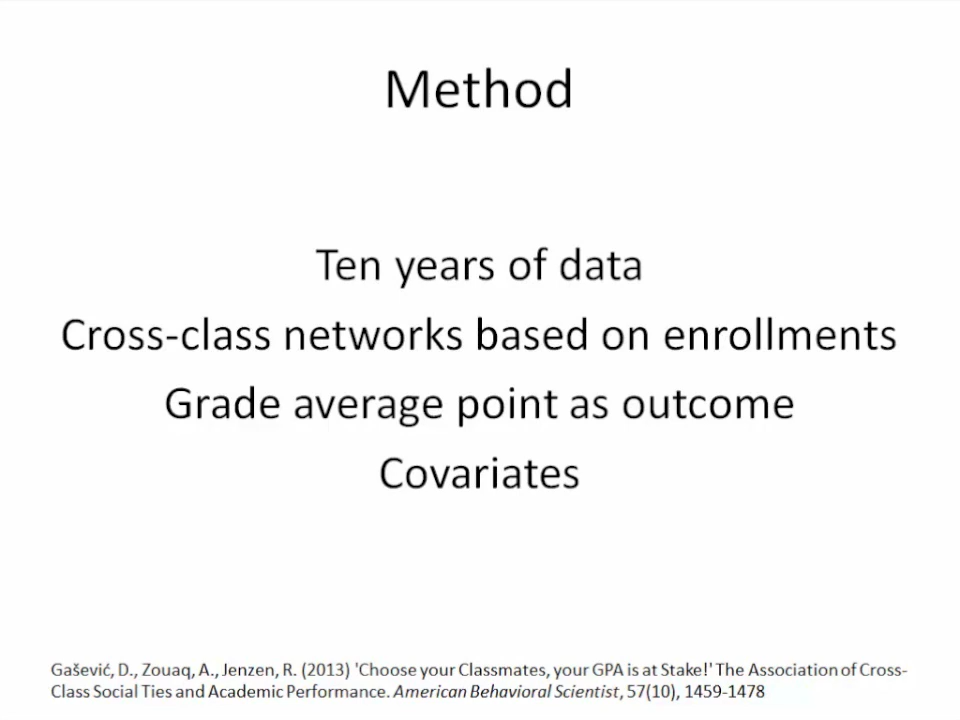 Method
Ten years of data
Cross-class networks based on enrollments
Grade average point as outcome
Covariates
Gašević, D., Zouaq, A., Jenzen, R. (2013) 'Choose your Classmates, your GPA is at Stake!' The Association of Cross-
Class Social Ties and Academic Performance. American Behavioral Scientist, 57(10), 1459-1478